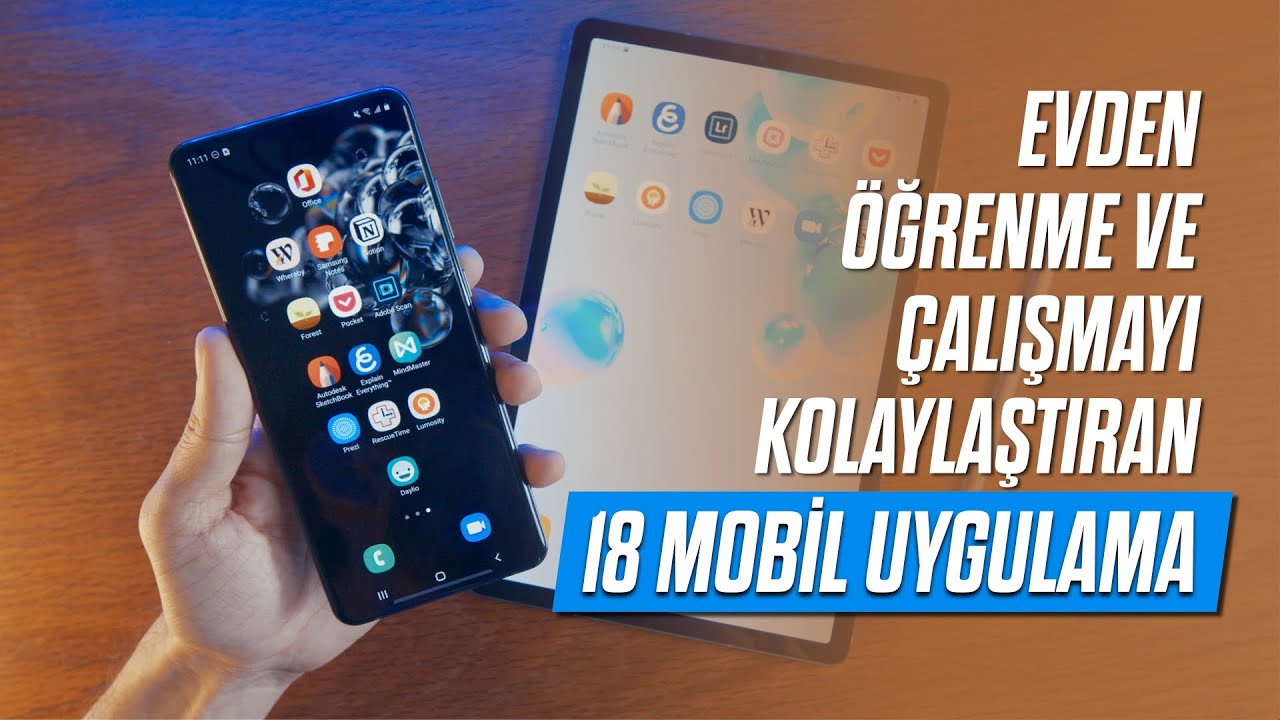 11:11
Office
Whereby
Samsung Notes
Notion
Forest
Pocket
Adobe Scan
Autodesk SketchBook
Explain Everything™
MindMaster
Prezi
RescueTime
Lumosity
Daylio
Lr
EVDEN
ÖĞRENME VE
ÇALIŞMAYI
KOLAYLAŞTIRAN
18 MOBİL UYGULAMA